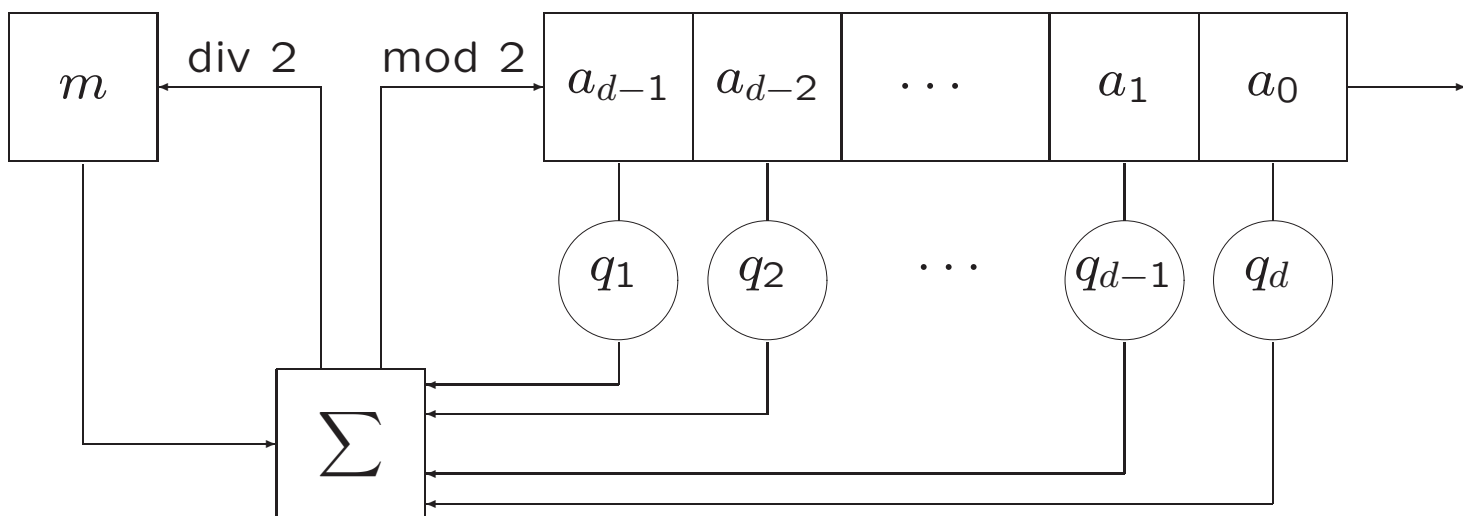 m div 2 mod 2 a_{d−1} a_{d−2} ··· a_1 a_0
q_1 q_2 ··· q_{d−1} q_d
∑